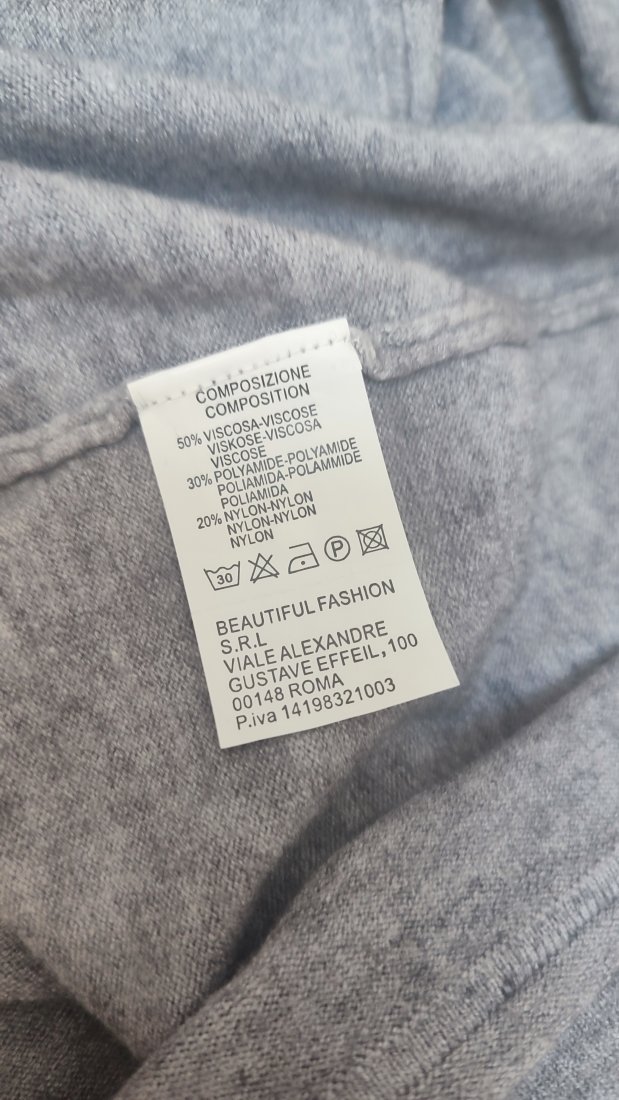 COMPOSIZIONE
COMPOSITION
50% VISCOSA-VISCOSE
VISKOSE-VISCOSA
VISCOSE
30% POLYAMIDE-POLYAMIDE
POLIAMIDA-POLAMMIDE
POLIAMIDA
20% NYLON-NYLON
NYLON-NYLON
NYLON
30 P
BEAUTIFUL FASHION
S.R.L
VIALE ALEXANDRE
GUSTAVE EFFEIL, 100
00148 ROMA
P.iva 14198321003